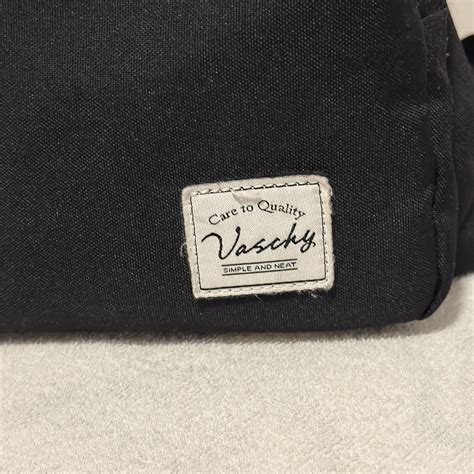 Care to Quality
Vaschy
SIMPLE AND NEAT